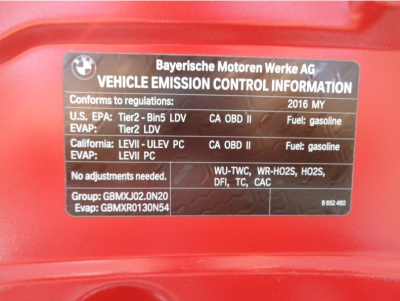 BMW
Bayerische Motoren Werke AG
VEHICLE EMISSION CONTROL INFORMATION
Conforms to regulations: 2016 MY
U.S. EPA: Tier2 - Bin5 LDV CA OBD II Fuel: gasoline
EVAP: Tier2 LDV
California: LEVII - ULEV PC CA OBD II Fuel: gasoline
EVAP: LEVII PC
No adjustments needed. WU-TWC, WR-HO2S, HO2S,
DFI, TC, CAC
Group: GBMXJ02.0N20
Evap: GBMXR0130N54 8 652 460